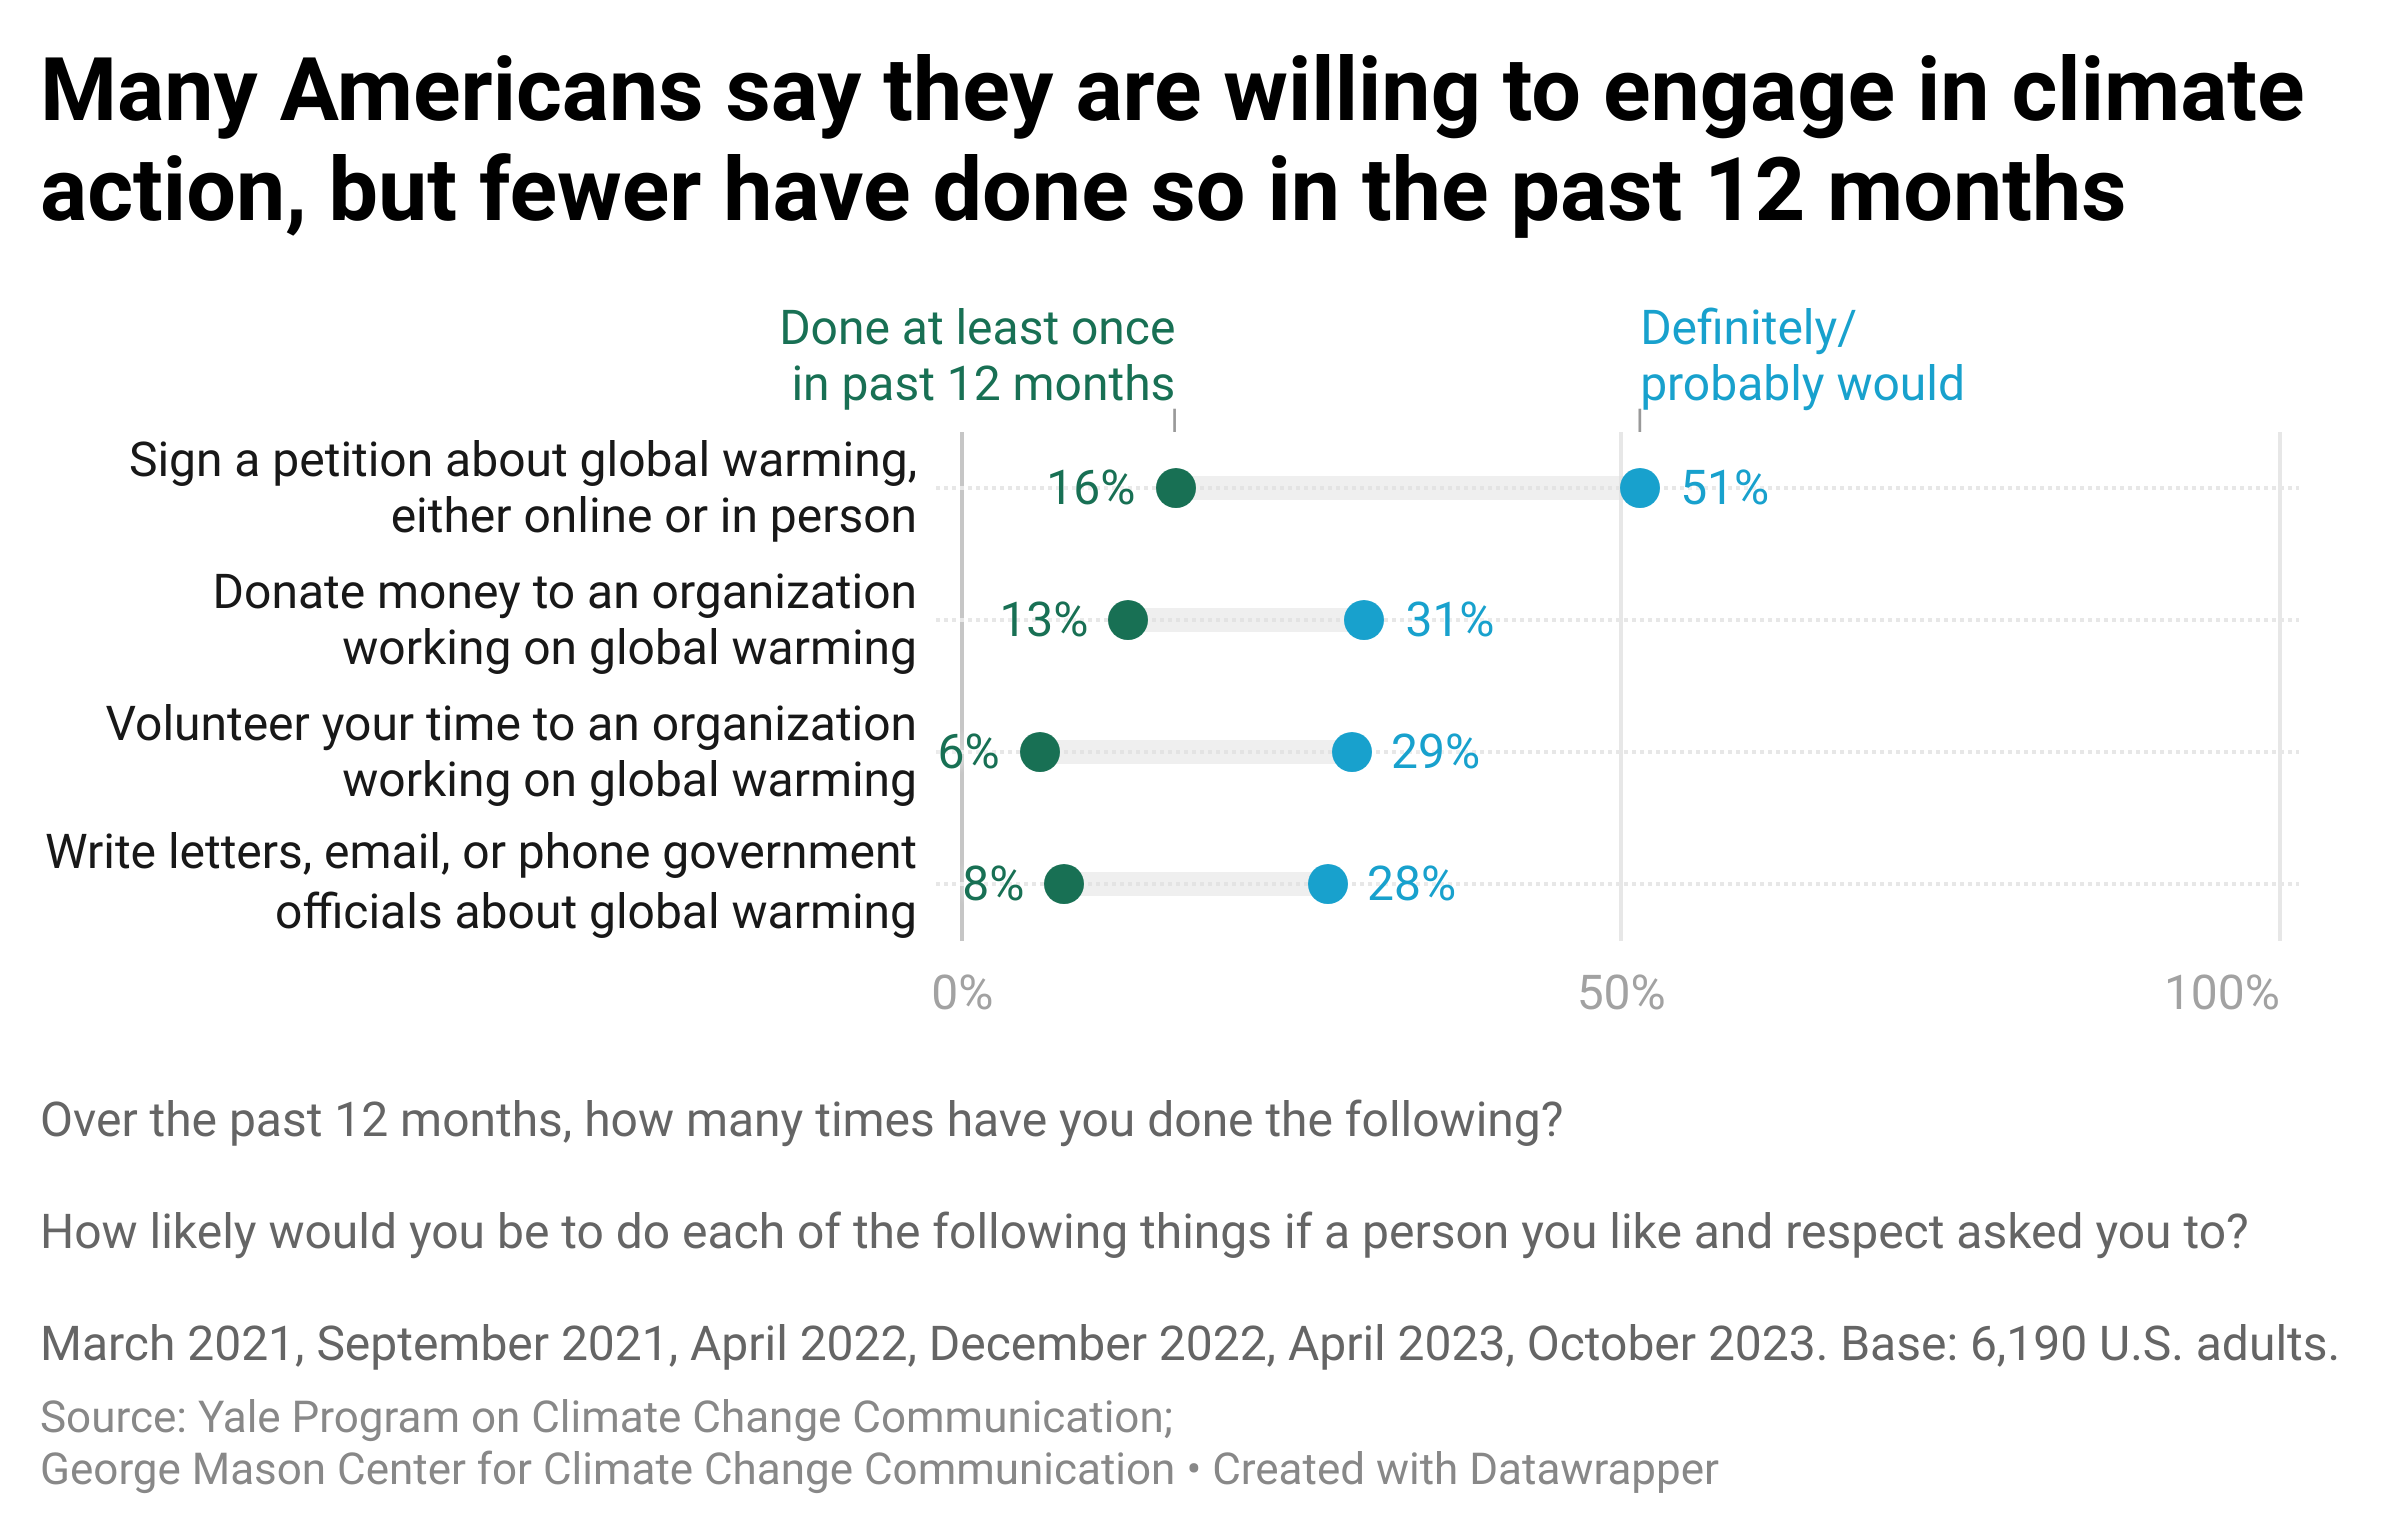 Many Americans say they are willing to engage in climate
action, but fewer have done so in the past 12 months
Done at least once
in past 12 months
Definitely/
probably would
Sign a petition about global warming,
either online or in person
16%
51%
Donate money to an organization
working on global warming
13%
31%
Volunteer your time to an organization
working on global warming
6%
29%
Write letters, email, or phone government
officials about global warming
8%
28%
0%
50%
100%
Over the past 12 months, how many times have you done the following?
How likely would you be to do each of the following things if a person you like and respect asked you to?
March 2021, September 2021, April 2022, December 2022, April 2023, October 2023. Base: 6,190 U.S. adults.
Source: Yale Program on Climate Change Communication;
George Mason Center for Climate Change Communication • Created with Datawrapper